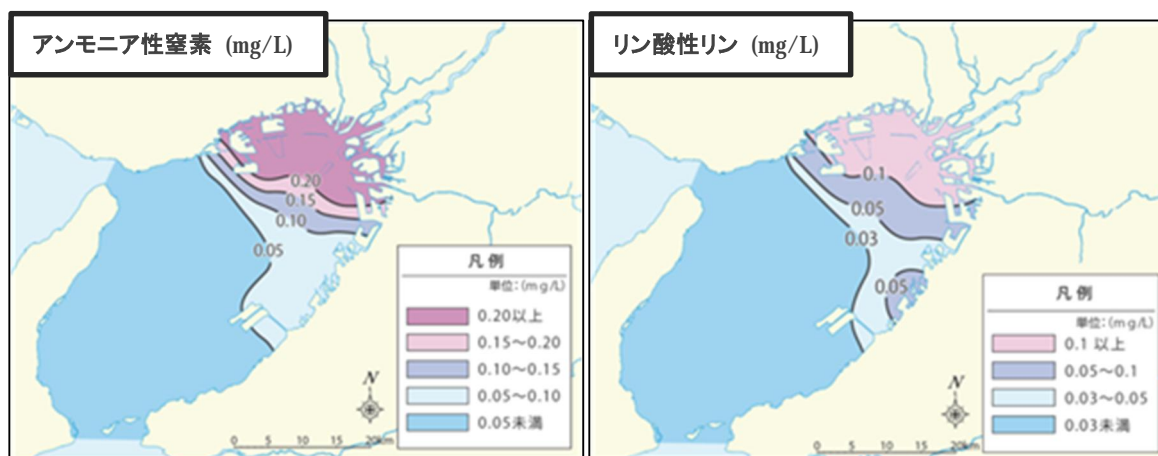 アンモニア性窒素 (mg/L)
0.20
0.15
0.10
0.05
凡例
単位:(mg/L)
0.20以上
0.15～0.20
0.10～0.15
0.05～0.10
0.05未満
N
0 5 10 15 20km
リン酸性リン (mg/L)
0.1
0.05
0.03
0.05
凡例
単位:(mg/L)
0.1 以上
0.05～0.1
0.03～0.05
0.03未満
N
0 5 10 15 20km